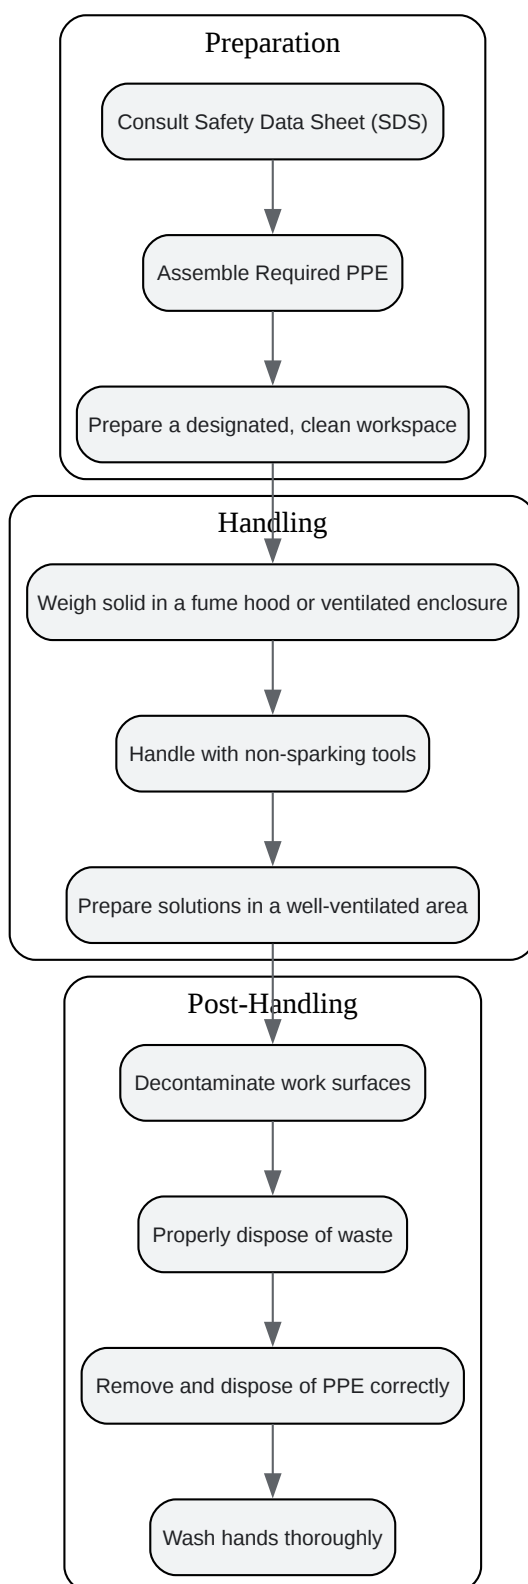 Preparation
Consult Safety Data Sheet (SDS)
Assemble Required PPE
Prepare a designated, clean workspace
Handling
Weigh solid in a fume hood or ventilated enclosure
Handle with non-sparking tools
Prepare solutions in a well-ventilated area
Post-Handling
Decontaminate work surfaces
Properly dispose of waste
Remove and dispose of PPE correctly
Wash hands thoroughly